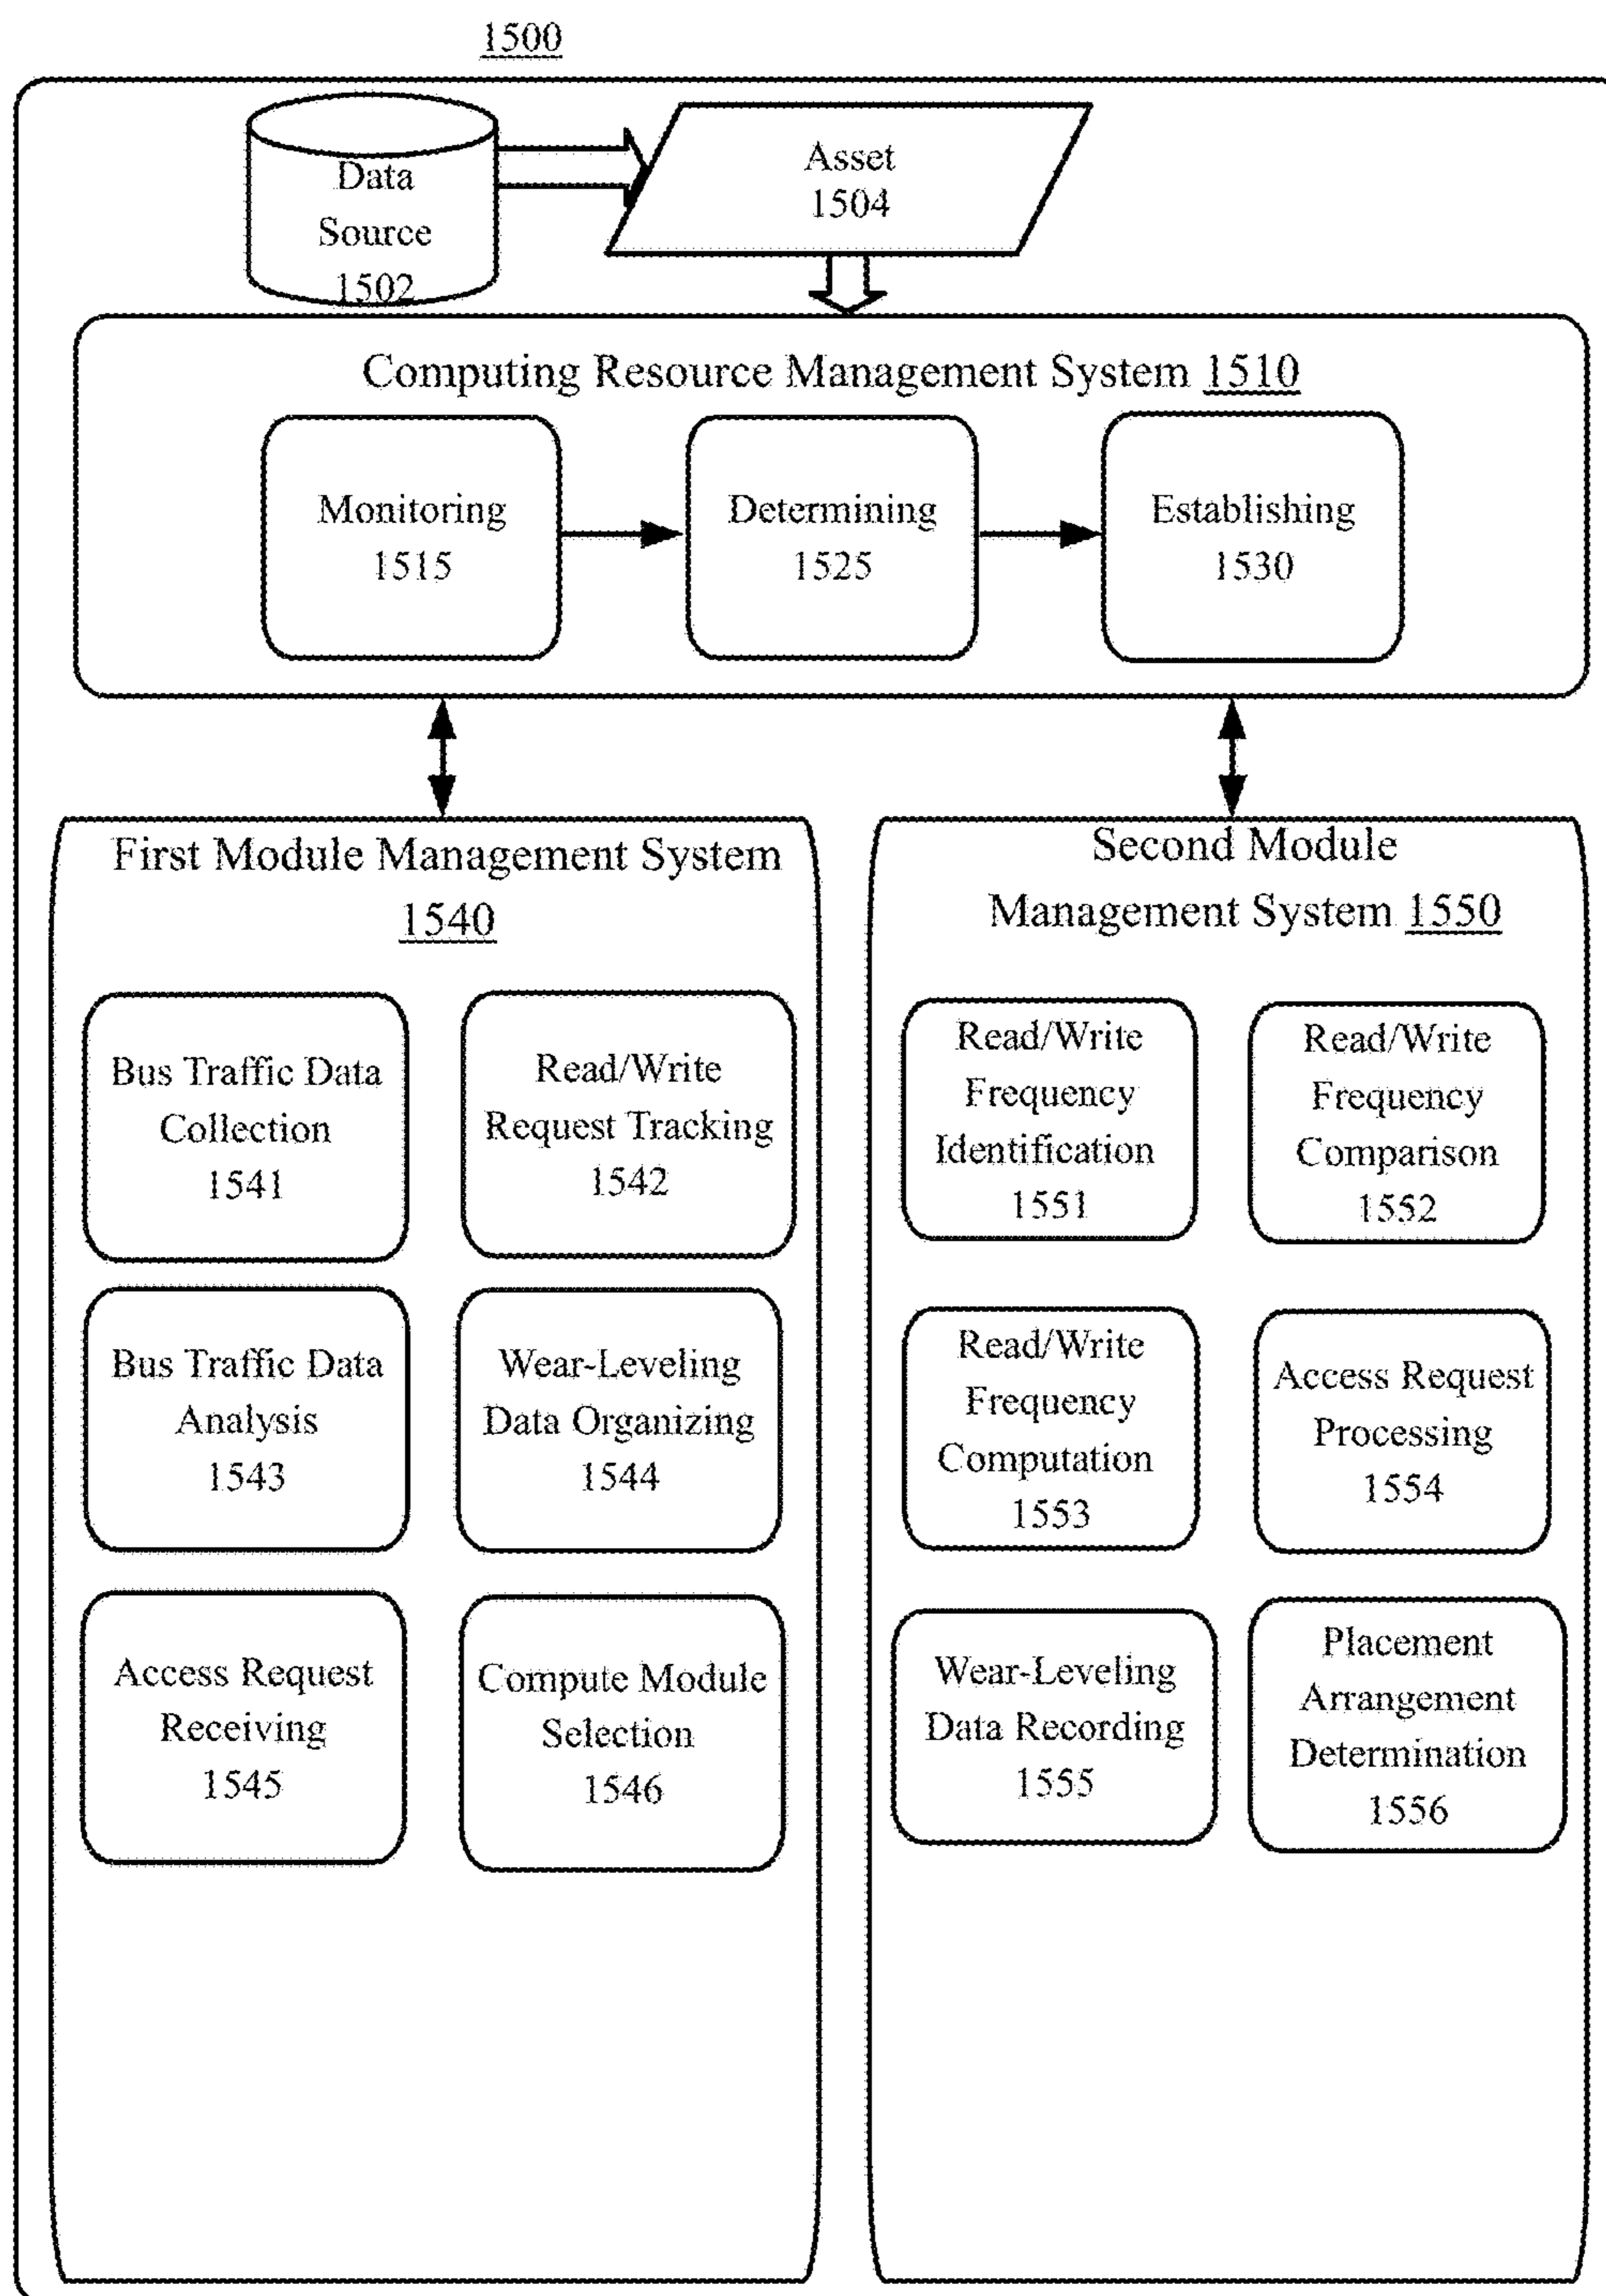 1500
Data
Source
1502
Asset
1504
Computing Resource Management System 1510
Monitoring
1515
Determining
1525
Establishing
1530
First Module Management System
1540
Bus Traffic Data
Collection
1541
Read/Write
Request Tracking
1542
Bus Traffic Data
Analysis
1543
Wear-Leveling
Data Organizing
1544
Access Request
Receiving
1545
Compute Module
Selection
1546
Second Module
Management System 1550
Read/Write
Frequency
Identification
1551
Read/Write
Frequency
Comparison
1552
Read/Write
Frequency
Computation
1553
Access Request
Processing
1554
Wear-Leveling
Data Recording
1555
Placement
Arrangement
Determination
1556